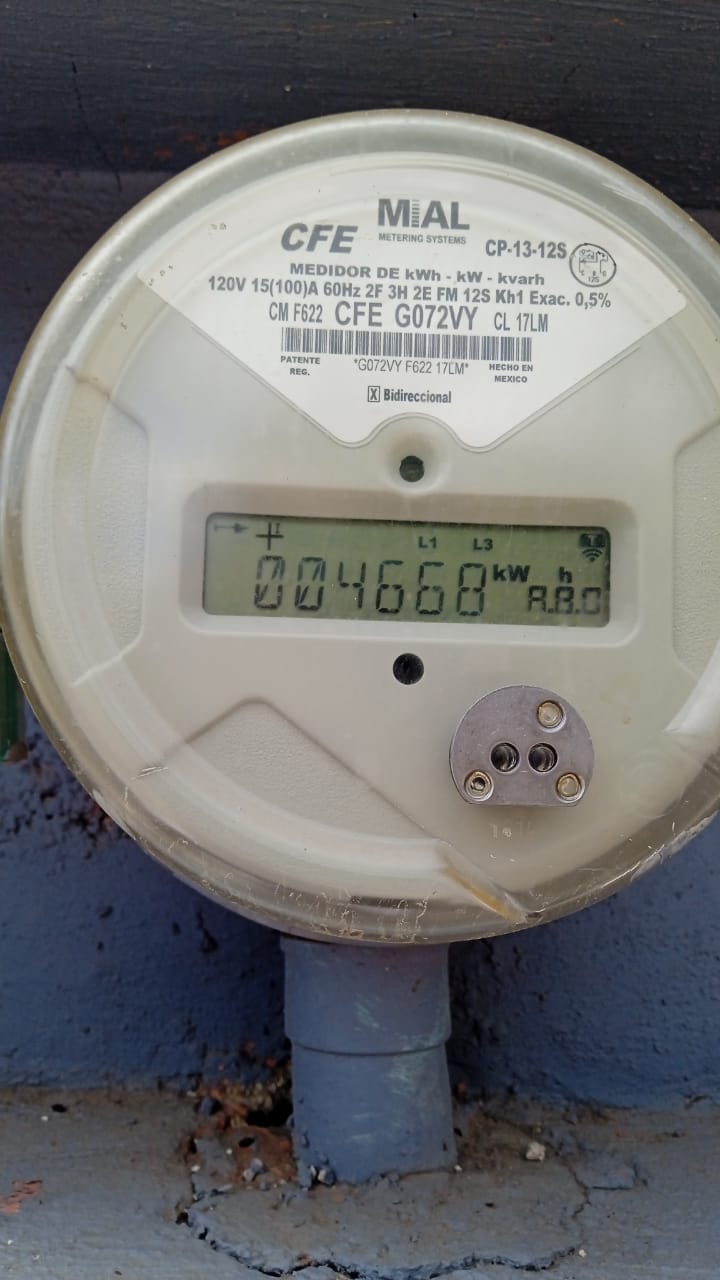 MIAL
METERING SYSTEMS
CFE
CP-13-12S
MEDIDOR DE kWh - kW - kvarh
120V 15(100)A 60Hz 2F 3H 2E FM 12S Kh1 Exac. 0,5%
CM F622 CFE G072VY CL 17LM
PATENTE REG.
*G072VY F622 17LM*
HECHO EN MEXICO
X Bidireccional
L1 L3
004668 kW h